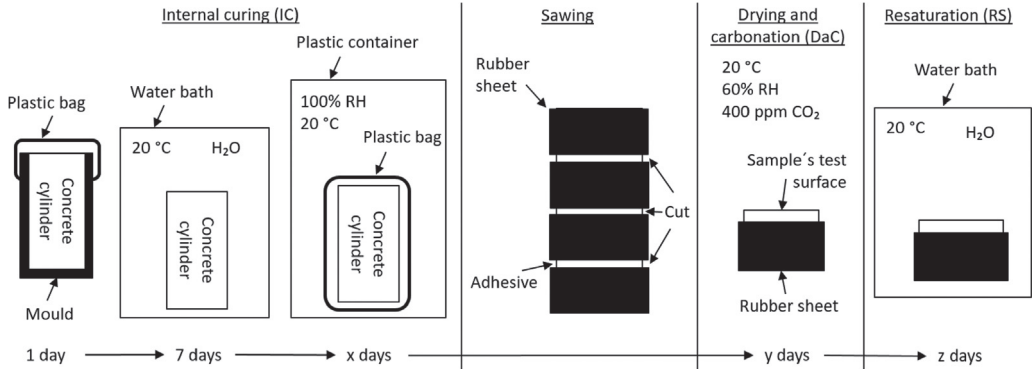 Internal curing (IC)
Plastic bag
Concrete
cylinder
Mould
1 day
Water bath
20 °C H₂O
Concrete
cylinder
7 days
Plastic container
100% RH
20 °C
Plastic bag
Concrete
cylinder
x days
Sawing
Rubber
sheet
Cut
Adhesive
Drying and
carbonation (DaC)
20 °C
60% RH
400 ppm CO₂
Sample´s test
surface
Rubber sheet
y days
Resaturation (RS)
Water bath
20 °C H₂O
z days